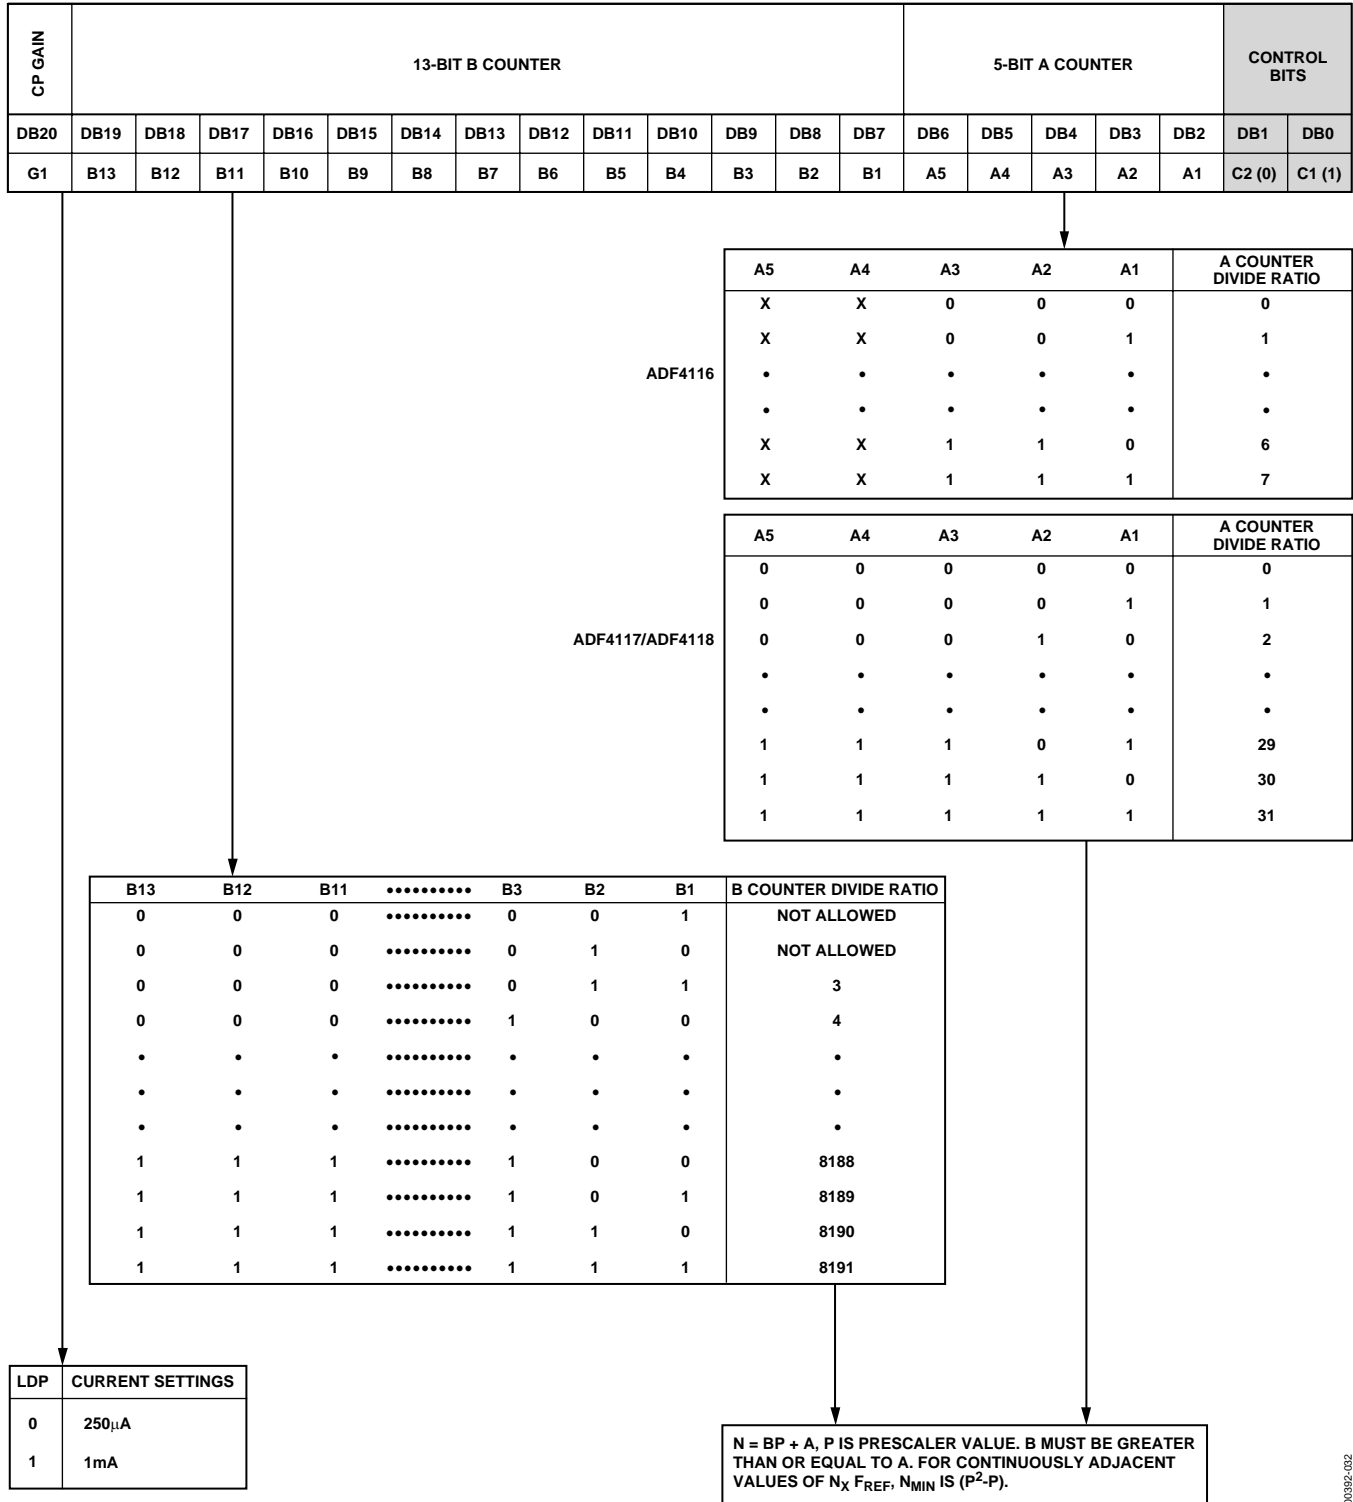 CP GAIN
13-BIT B COUNTER
5-BIT A COUNTER
CONTROL
BITS
DB20 DB19 DB18 DB17 DB16 DB15 DB14 DB13 DB12 DB11 DB10 DB9 DB8 DB7 DB6 DB5 DB4 DB3 DB2 DB1 DB0
G1 B13 B12 B11 B10 B9 B8 B7 B6 B5 B4 B3 B2 B1 A5 A4 A3 A2 A1 C2 (0) C1 (1)
ADF4116
A5 A4 A3 A2 A1 A COUNTER
DIVIDE RATIO
X X 0 0 0 0
X X 0 0 1 1
• • • • • •
• • • • • •
X X 1 1 0 6
X X 1 1 1 7
ADF4117/ADF4118
A5 A4 A3 A2 A1 A COUNTER
DIVIDE RATIO
0 0 0 0 0 0
0 0 0 0 1 1
0 0 0 1 0 2
• • • • • •
• • • • • •
1 1 1 0 1 29
1 1 1 1 0 30
1 1 1 1 1 31
B13 B12 B11 •••••••••• B3 B2 B1 B COUNTER DIVIDE RATIO
0 0 0 •••••••••• 0 0 1 NOT ALLOWED
0 0 0 •••••••••• 0 1 0 NOT ALLOWED
0 0 0 •••••••••• 0 1 1 3
0 0 0 •••••••••• 1 0 0 4
• • • •••••••••• • • • •
• • • •••••••••• • • • •
• • • •••••••••• • • • •
1 1 1 •••••••••• 1 0 0 8188
1 1 1 •••••••••• 1 0 1 8189
1 1 1 •••••••••• 1 1 0 8190
1 1 1 •••••••••• 1 1 1 8191
LDP CURRENT SETTINGS
0 250μA
1 1mA
N = BP + A, P IS PRESCALER VALUE. B MUST BE GREATER
THAN OR EQUAL TO A. FOR CONTINUOUSLY ADJACENT
VALUES OF NX FREF, NMIN IS (P²-P).
00392-032